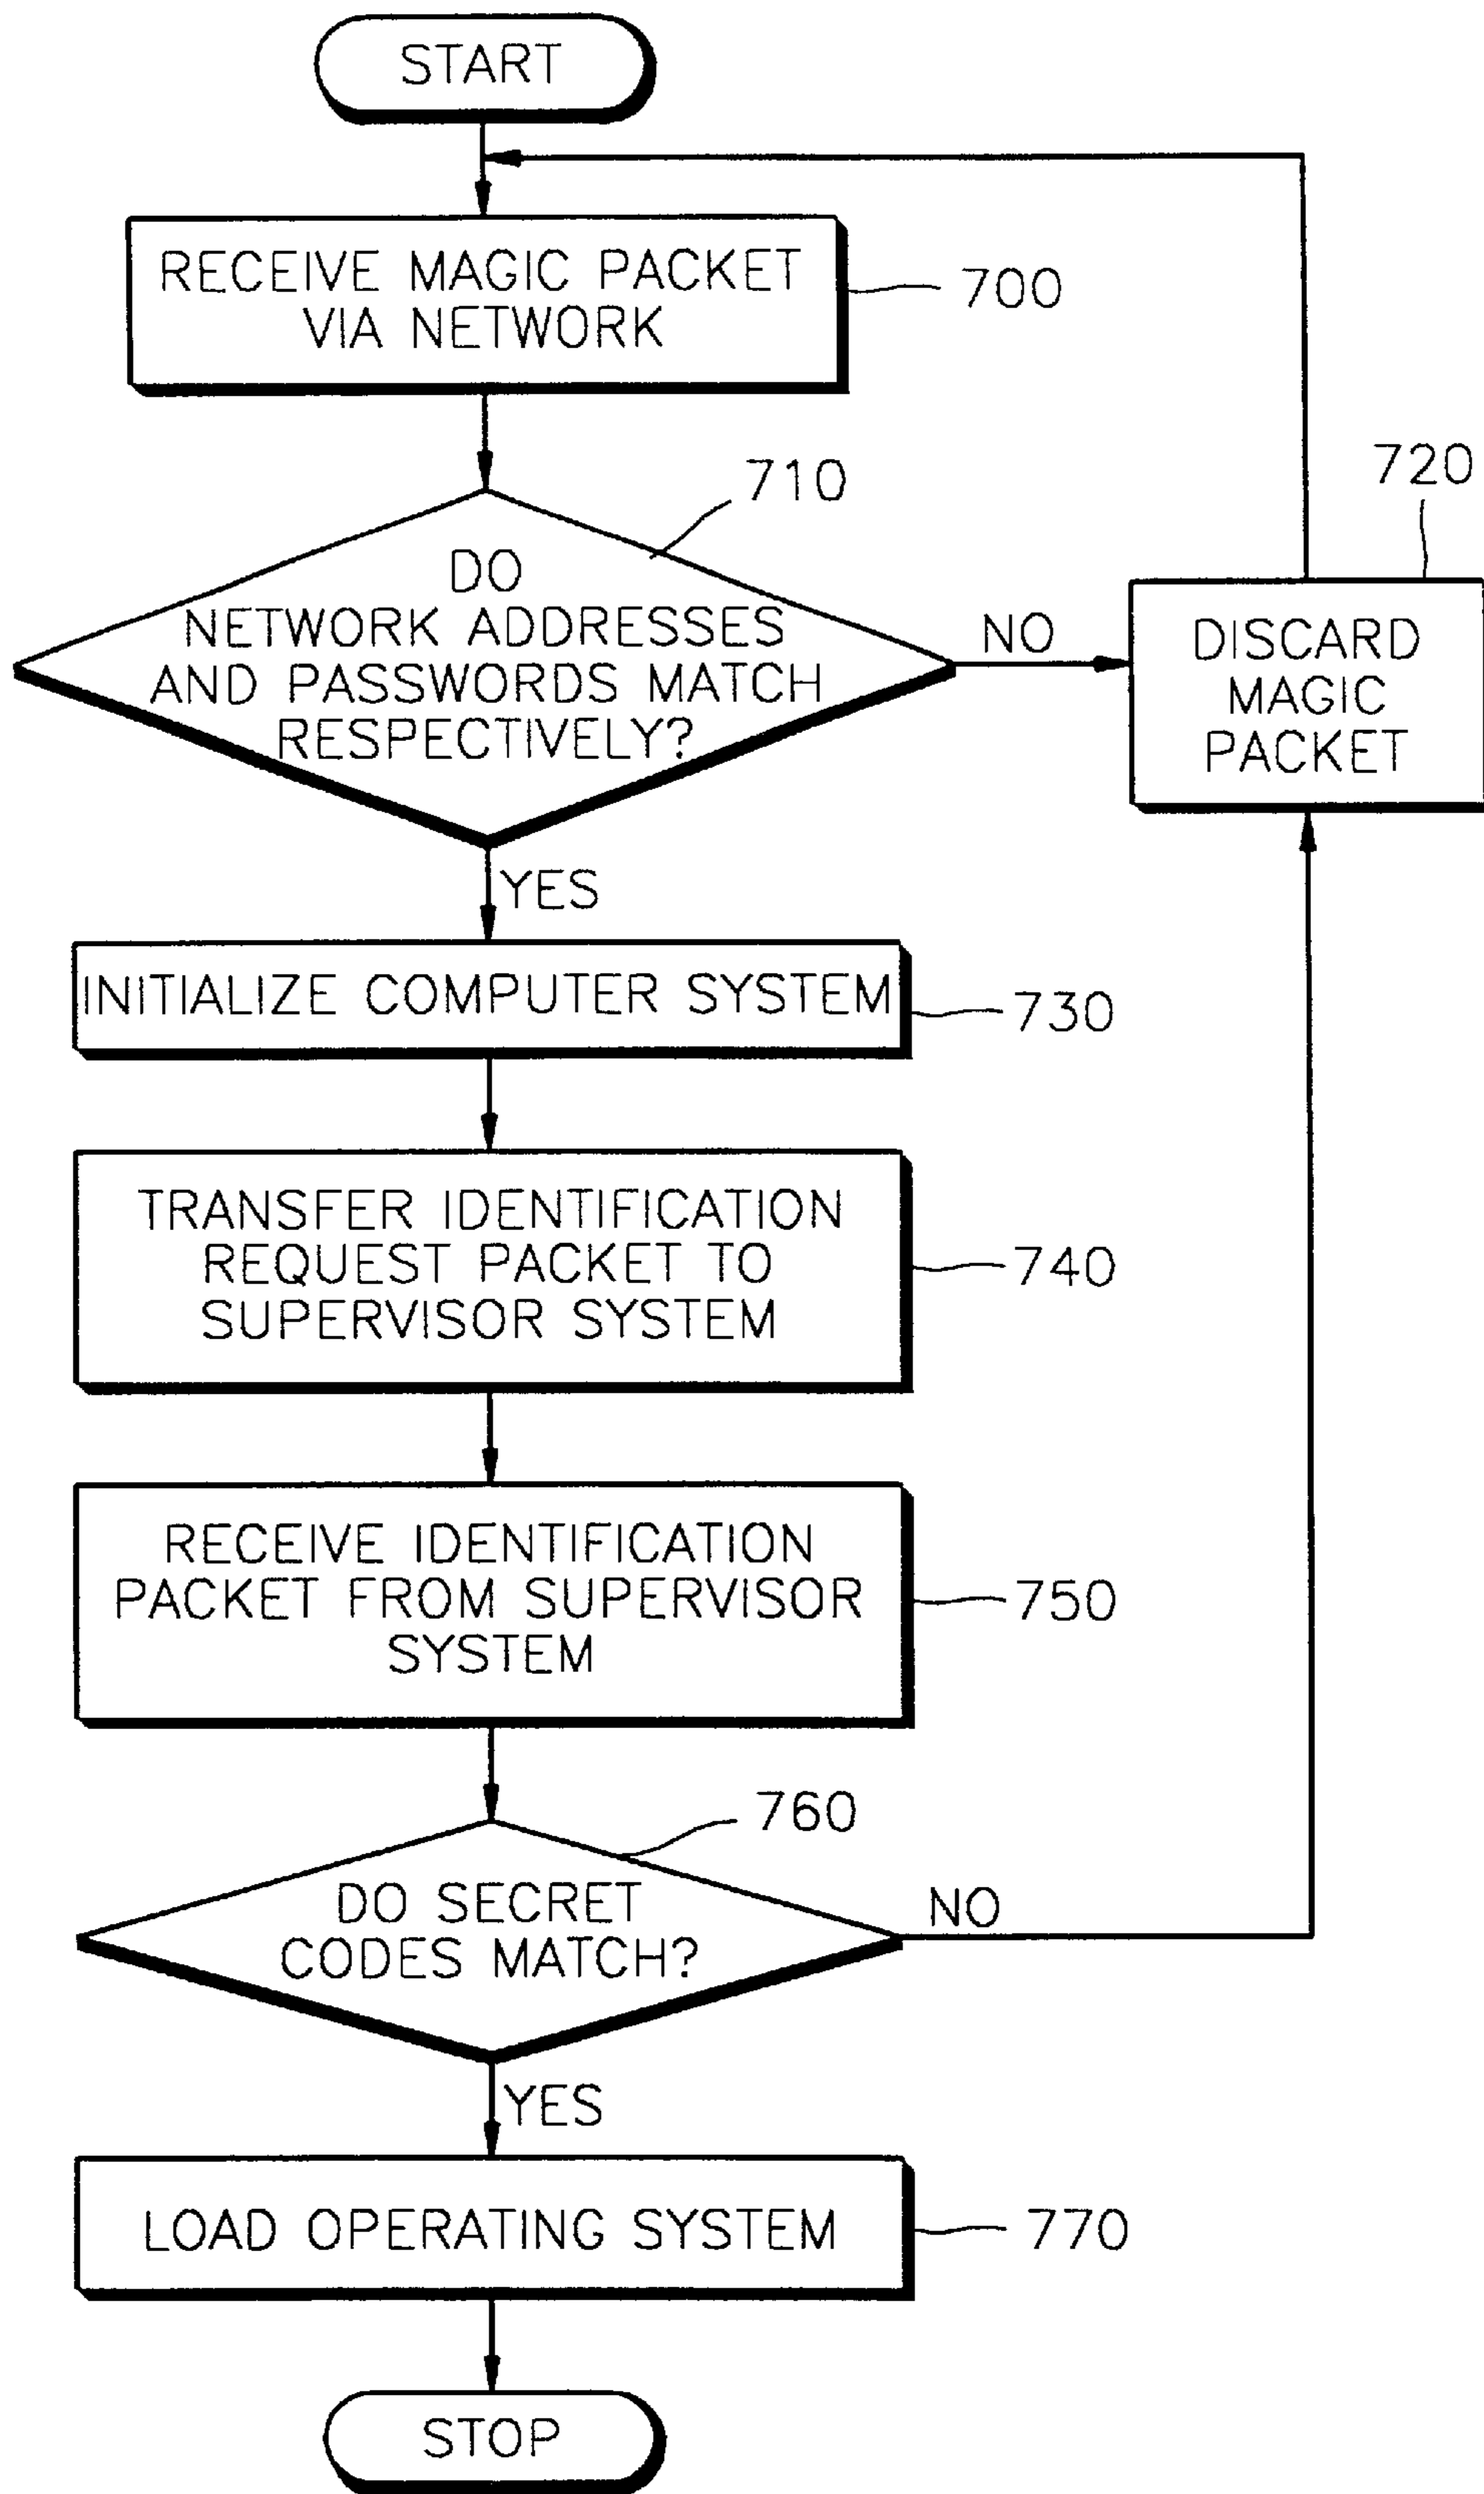 START
RECEIVE MAGIC PACKET
VIA NETWORK
700
710
720
DO
NETWORK ADDRESSES
AND PASSWORDS MATCH
RESPECTIVELY?
NO
DISCARD
MAGIC
PACKET
YES
INITIALIZE COMPUTER SYSTEM
730
TRANSFER IDENTIFICATION
REQUEST PACKET TO
SUPERVISOR SYSTEM
740
RECEIVE IDENTIFICATION
PACKET FROM SUPERVISOR
SYSTEM
750
760
DO SECRET
CODES MATCH?
NO
YES
LOAD OPERATING SYSTEM
770
STOP